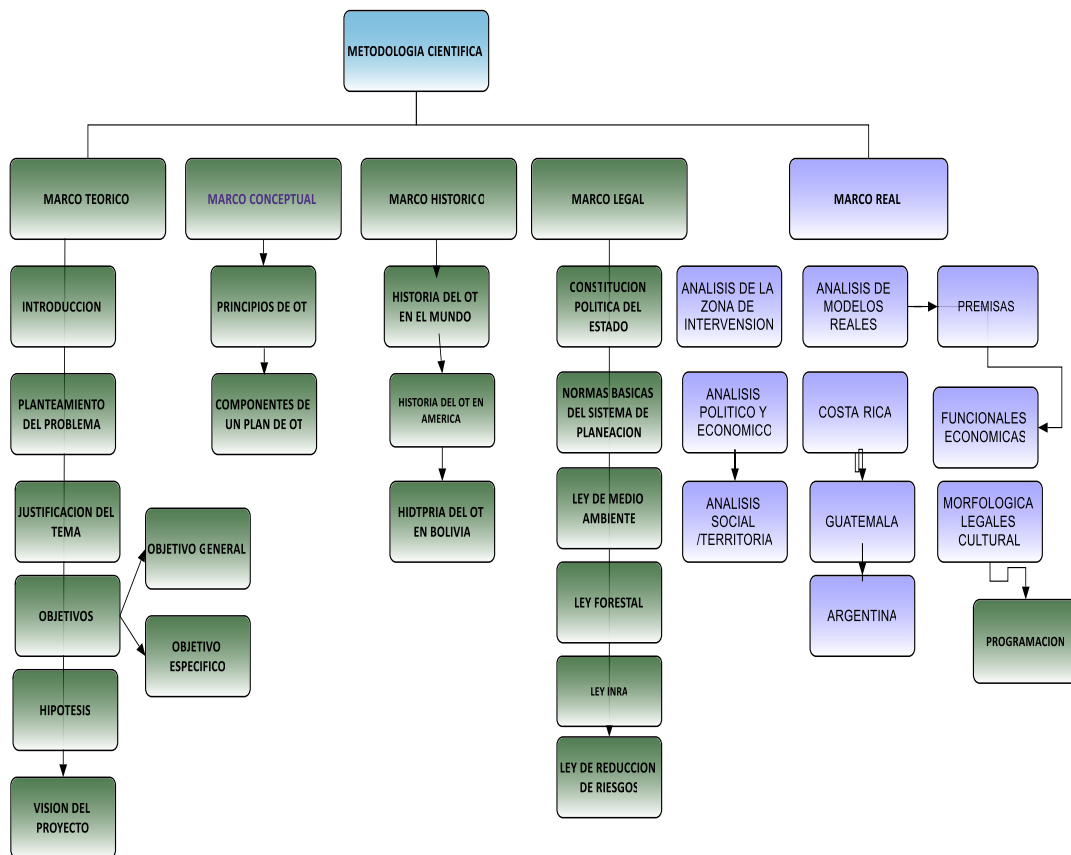 METODOLOGIA CIENTIFICA
MARCO TEORICO
MARCO CONCEPTUAL
MARCO HISTORICO
MARCO LEGAL
MARCO REAL
INTRODUCCION
PLANTEAMIENTO
DEL PROBLEMA
JUSTIFICACION DEL
TEMA
OBJETIVOS
OBJETIVO GENERAL
OBJETIVO
ESPECIFICO
HIPOTESIS
VISION DEL
PROYECTO
PRINCIPIOS DE OT
COMPONENTES DE
UN PLAN DE OT
HISTORIA DEL OT
EN EL MUNDO
HISTORIA DEL OT EN
AMERICA
HIDTPRIA DEL OT
EN BOLIVIA
CONSTITUCION
POLITICA DEL
ESTADO
NORMAS BASICAS
DEL SISTEMA DE
PLANEACION
LEY DE MEDIO
AMBIENTE
LEY FORESTAL
LEY INRA
LEY DE REDUCCION
DE RIESGOS
ANALISIS DE LA
ZONA DE
INTERVENSION
ANALISIS
POLITICO Y
ECONOMICO
ANALISIS
SOCIAL
/TERRITORIA
ANALISIS DE
MODELOS
REALES
COSTA RICA
GUATEMALA
ARGENTINA
PREMISAS
FUNCIONALES
ECONOMICAS
MORFOLOGICA
LEGALES
CULTURAL
PROGRAMACION